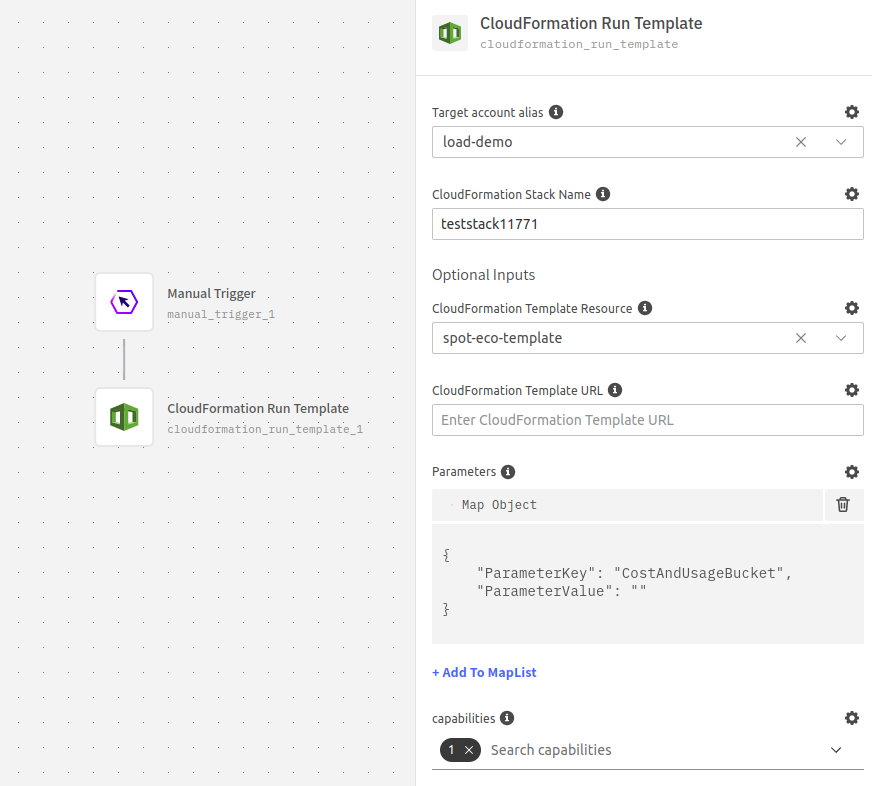 Manual Trigger
manual_trigger_1
CloudFormation Run Template
cloudformation_run_template_1
CloudFormation Run Template
cloudformation_run_template
Target account alias
load-demo
CloudFormation Stack Name
teststack11771
Optional Inputs
CloudFormation Template Resource
spot-eco-template
CloudFormation Template URL
Enter CloudFormation Template URL
Parameters
Map Object
{
"ParameterKey": "CostAndUsageBucket",
"ParameterValue": ""
}
+ Add To MapList
capabilities
1 Search capabilities